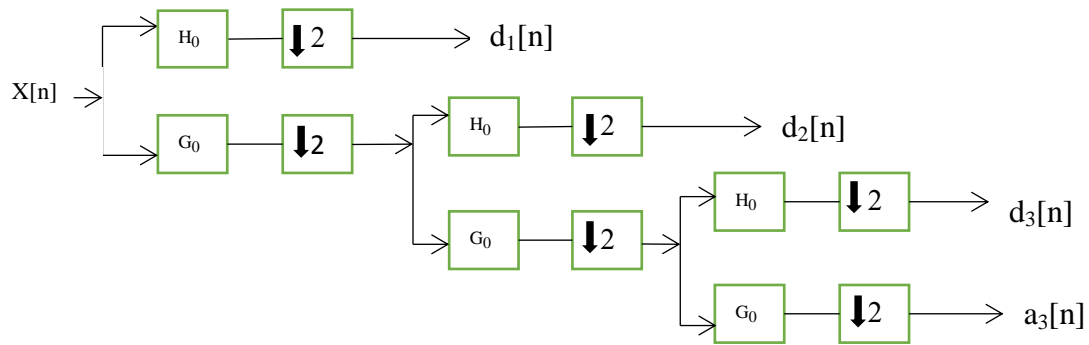 H₀ ↓2 d₁[n]
X[n]
G₀ ↓2 H₀ ↓2 d₂[n]
G₀ ↓2 H₀ ↓2 d₃[n]
G₀ ↓2 a₃[n]